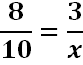 8/10 = 3/x